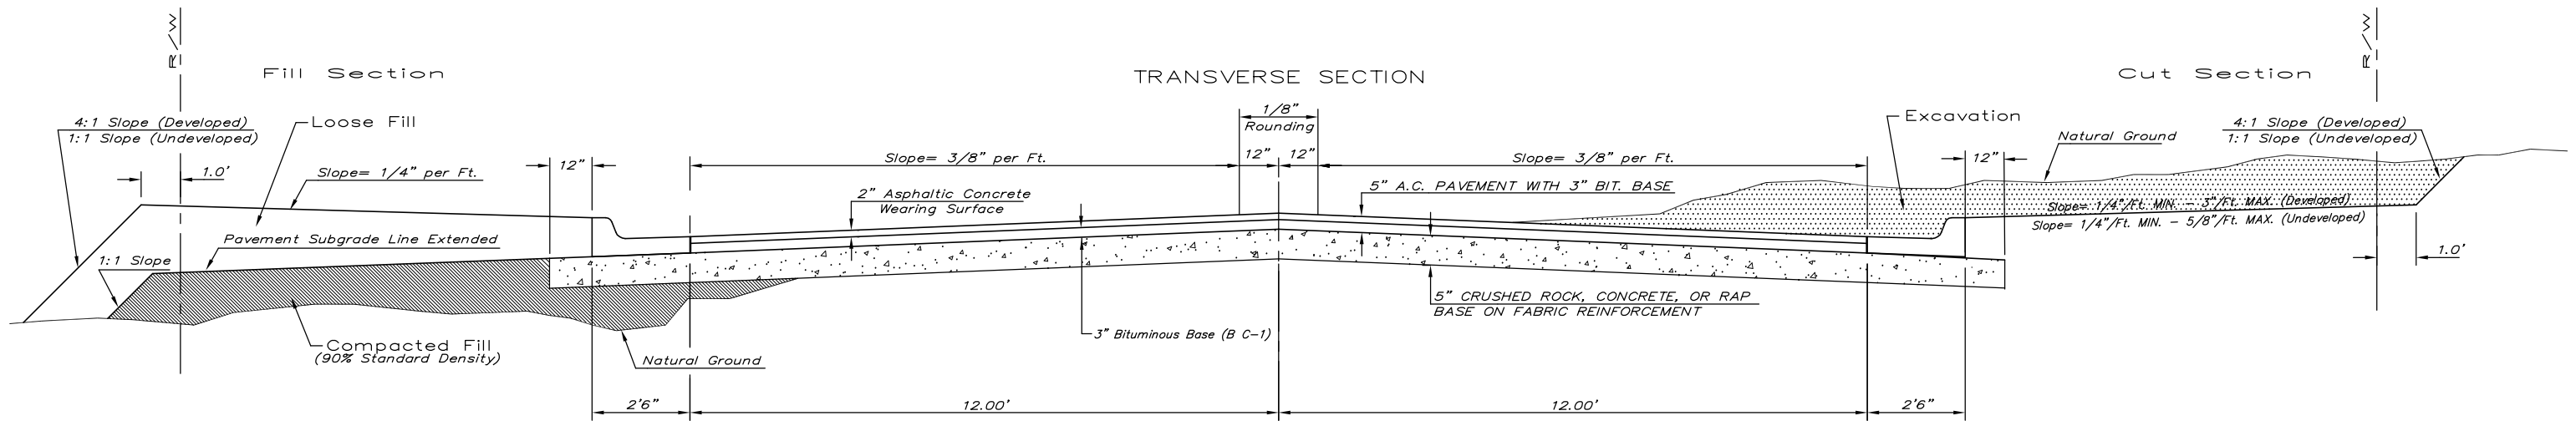 R/W
R/W
Fill Section
TRANSVERSE SECTION
Cut Section
1/8"
Rounding
4:1 Slope (Developed)
1:1 Slope (Undeveloped)
Loose Fill
Excavation
Natural Ground
4:1 Slope (Developed)
1:1 Slope (Undeveloped)
1.0'
Slope= 1/4" per Ft.
12"
Slope= 3/8" per Ft.
12"
12"
Slope= 3/8" per Ft.
12"
2" Asphaltic Concrete
Wearing Surface
5" A.C. PAVEMENT WITH 3" BIT. BASE
Slope= 1/4"/Ft. MIN. - 3"/Ft. MAX. (Developed)
Slope= 1/4"/Ft. MIN. - 5/8"/Ft. MAX. (Undeveloped)
Pavement Subgrade Line Extended
1:1 Slope
1.0'
5" CRUSHED ROCK, CONCRETE, OR RAP
BASE ON FABRIC REINFORCEMENT
3" Bituminous Base (B C-1)
Compacted Fill
(90% Standard Density)
Natural Ground
2'6"
12.00'
12.00'
2'6"